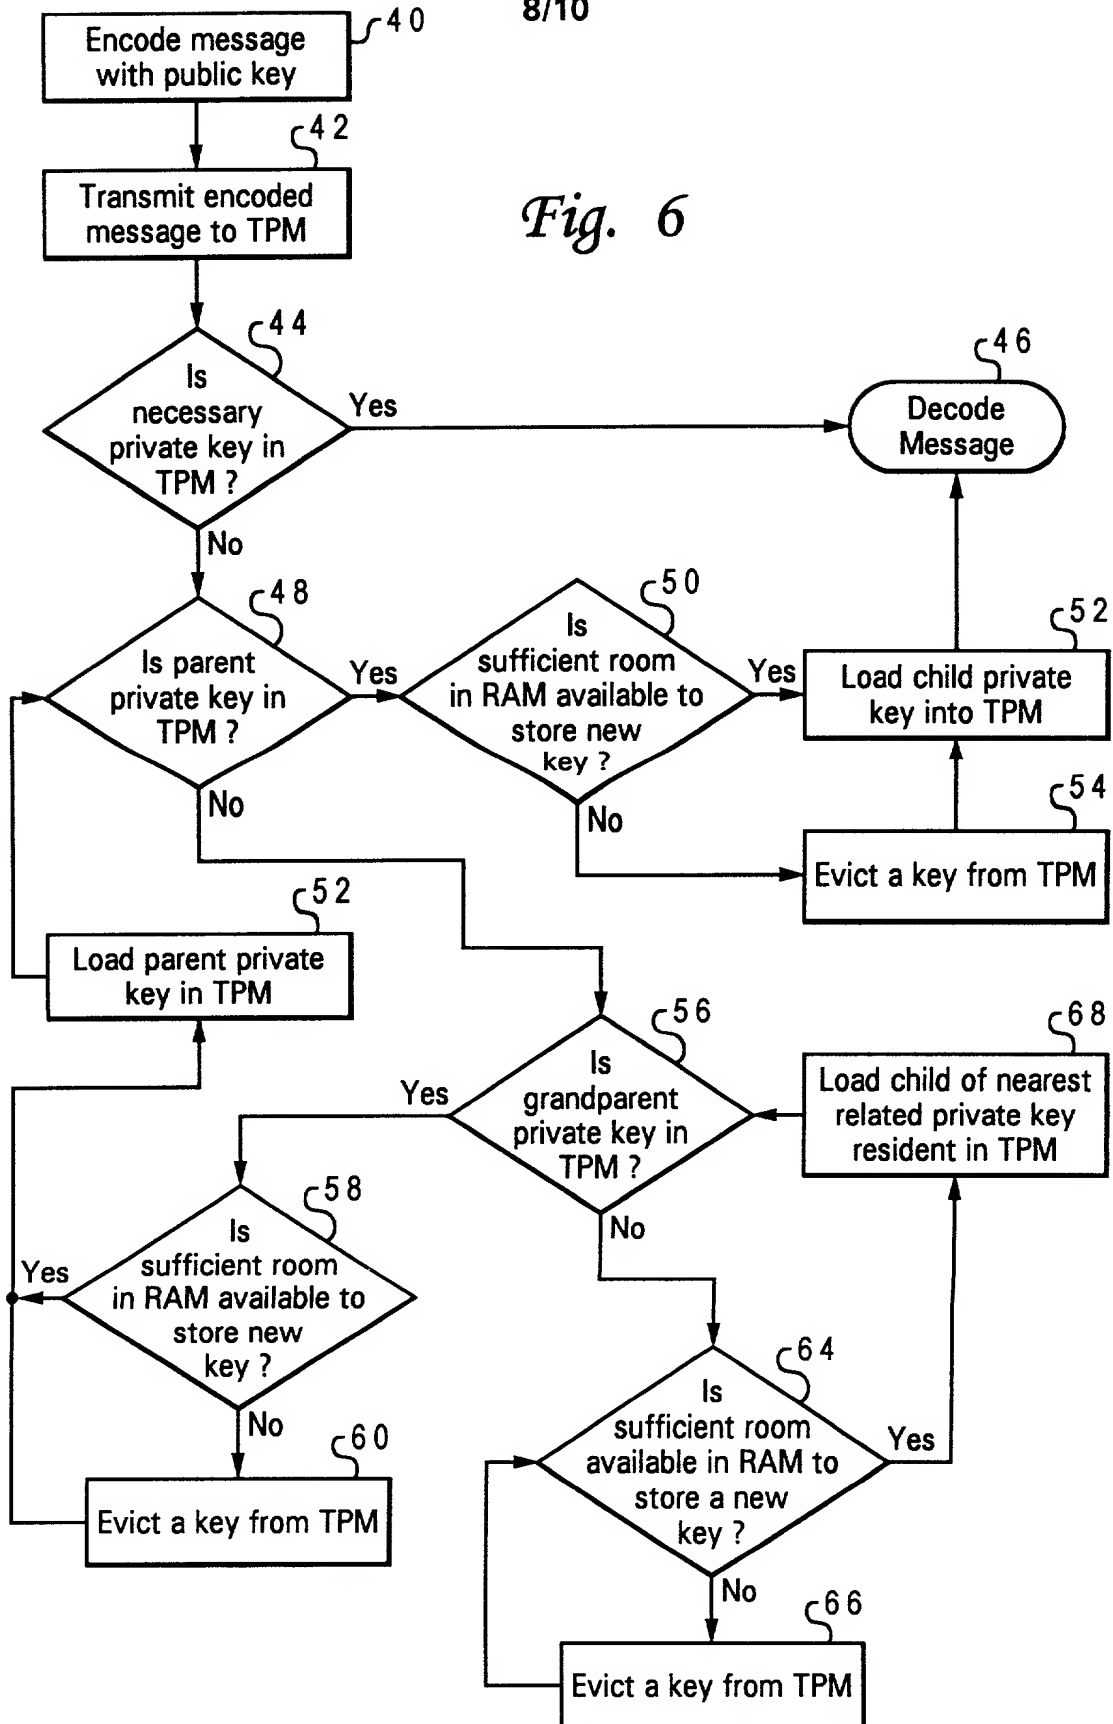 8/10
40
Encode message
with public key
42
Transmit encoded
message to TPM
Fig. 6
44
Is
necessary
private key in
TPM ?
Yes
No
46
Decode
Message
48
Is parent
private key in
TPM ?
Yes
No
50
Is
sufficient room
in RAM available to
store new
key ?
Yes
No
52
Load child private
key into TPM
54
Evict a key from TPM
52
Load parent private
key in TPM
56
Is
grandparent
private key in
TPM ?
Yes
No
68
Load child of nearest
related private key
resident in TPM
58
Is
sufficient room
in RAM available to
store new
key ?
Yes
No
60
Evict a key from TPM
64
Is
sufficient room
available in RAM to
store a new
key ?
Yes
No
66
Evict a key from TPM